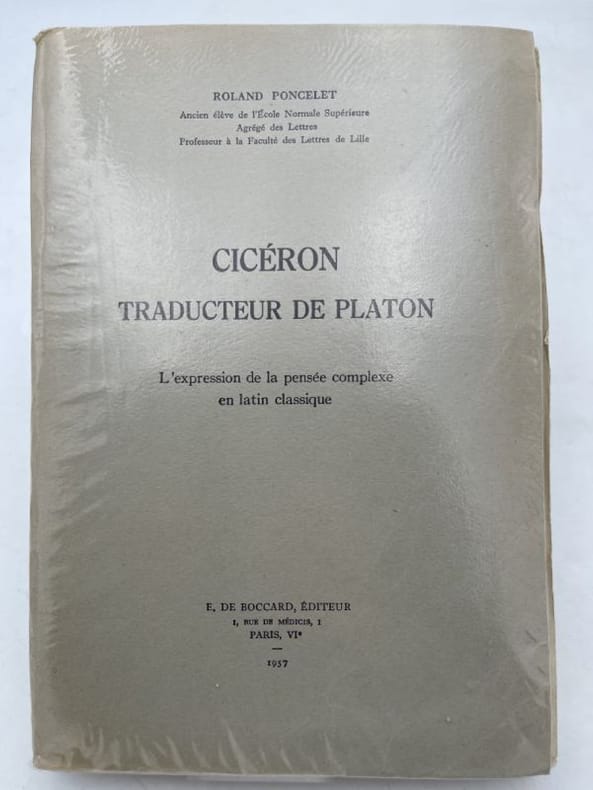 ROLAND PONCELET
Ancien élève de l'École Normale Supérieure
Agrégé des Lettres
Professeur à la Faculté des Lettres de Lille
CICÉRON
TRADUCTEUR DE PLATON
L'expression de la pensée complexe
en latin classique
E. DE BOCCARD, ÉDITEUR
1, RUE DE MÉDICIS, 1
PARIS, VIᵉ
1957